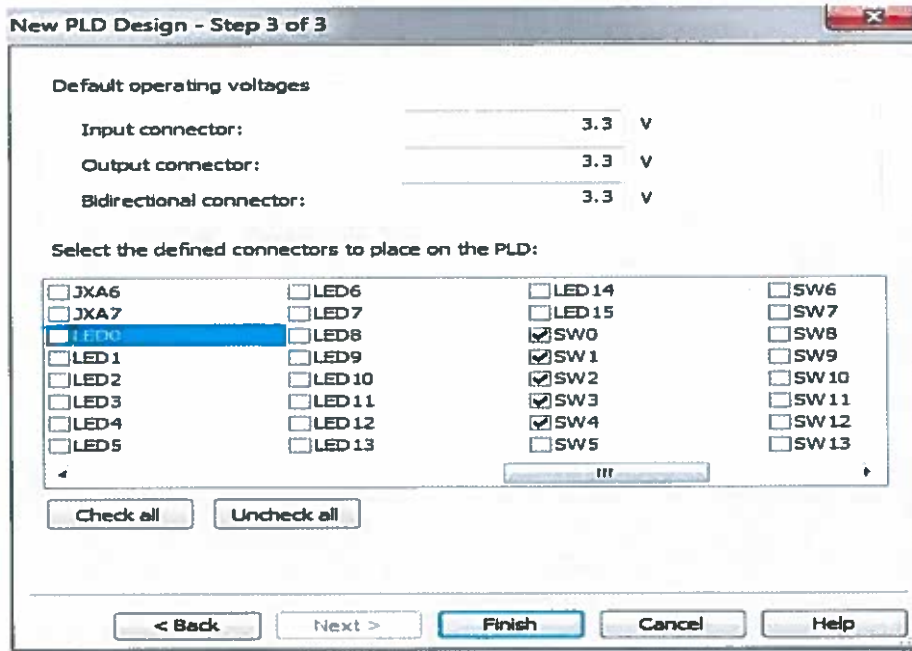 New PLD Design - Step 3 of 3
Default operating voltages
Input connector: 3.3 V
Output connector: 3.3 V
Bidirectional connector: 3.3 V
Select the defined connectors to place on the PLD:
JXA6 LED6 LED14 SW6
JXA7 LED7 LED15 SW7
LED0 LED8 SW0 SW8
LED1 LED9 SW1 SW9
LED2 LED10 SW2 SW10
LED3 LED11 SW3 SW11
LED4 LED12 SW4 SW12
LED5 LED13 SW5 SW13
Check all Uncheck all
< Back Next > Finish Cancel Help